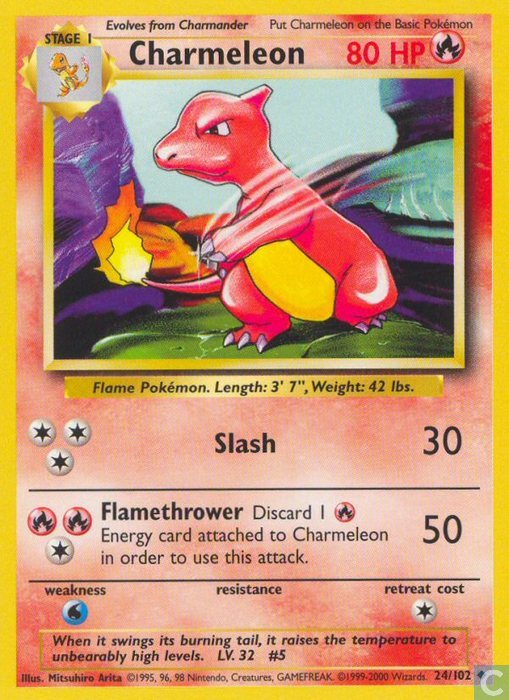 Evolves from Charmander
Put Charmeleon on the Basic Pokémon
STAGE 1
Charmeleon
80 HP
Flame Pokémon. Length: 3' 7", Weight: 42 lbs.
Slash
30
Flamethrower Discard 1
Energy card attached to Charmeleon
in order to use this attack.
50
weakness
resistance
retreat cost
When it swings its burning tail, it raises the temperature to
unbearably high levels. LV. 32 #5
Illus. Mitsuhiro Arita ©1995, 96, 98 Nintendo, Creatures, GAMEFREAK. ©1999-2000 Wizards.
24/102
C